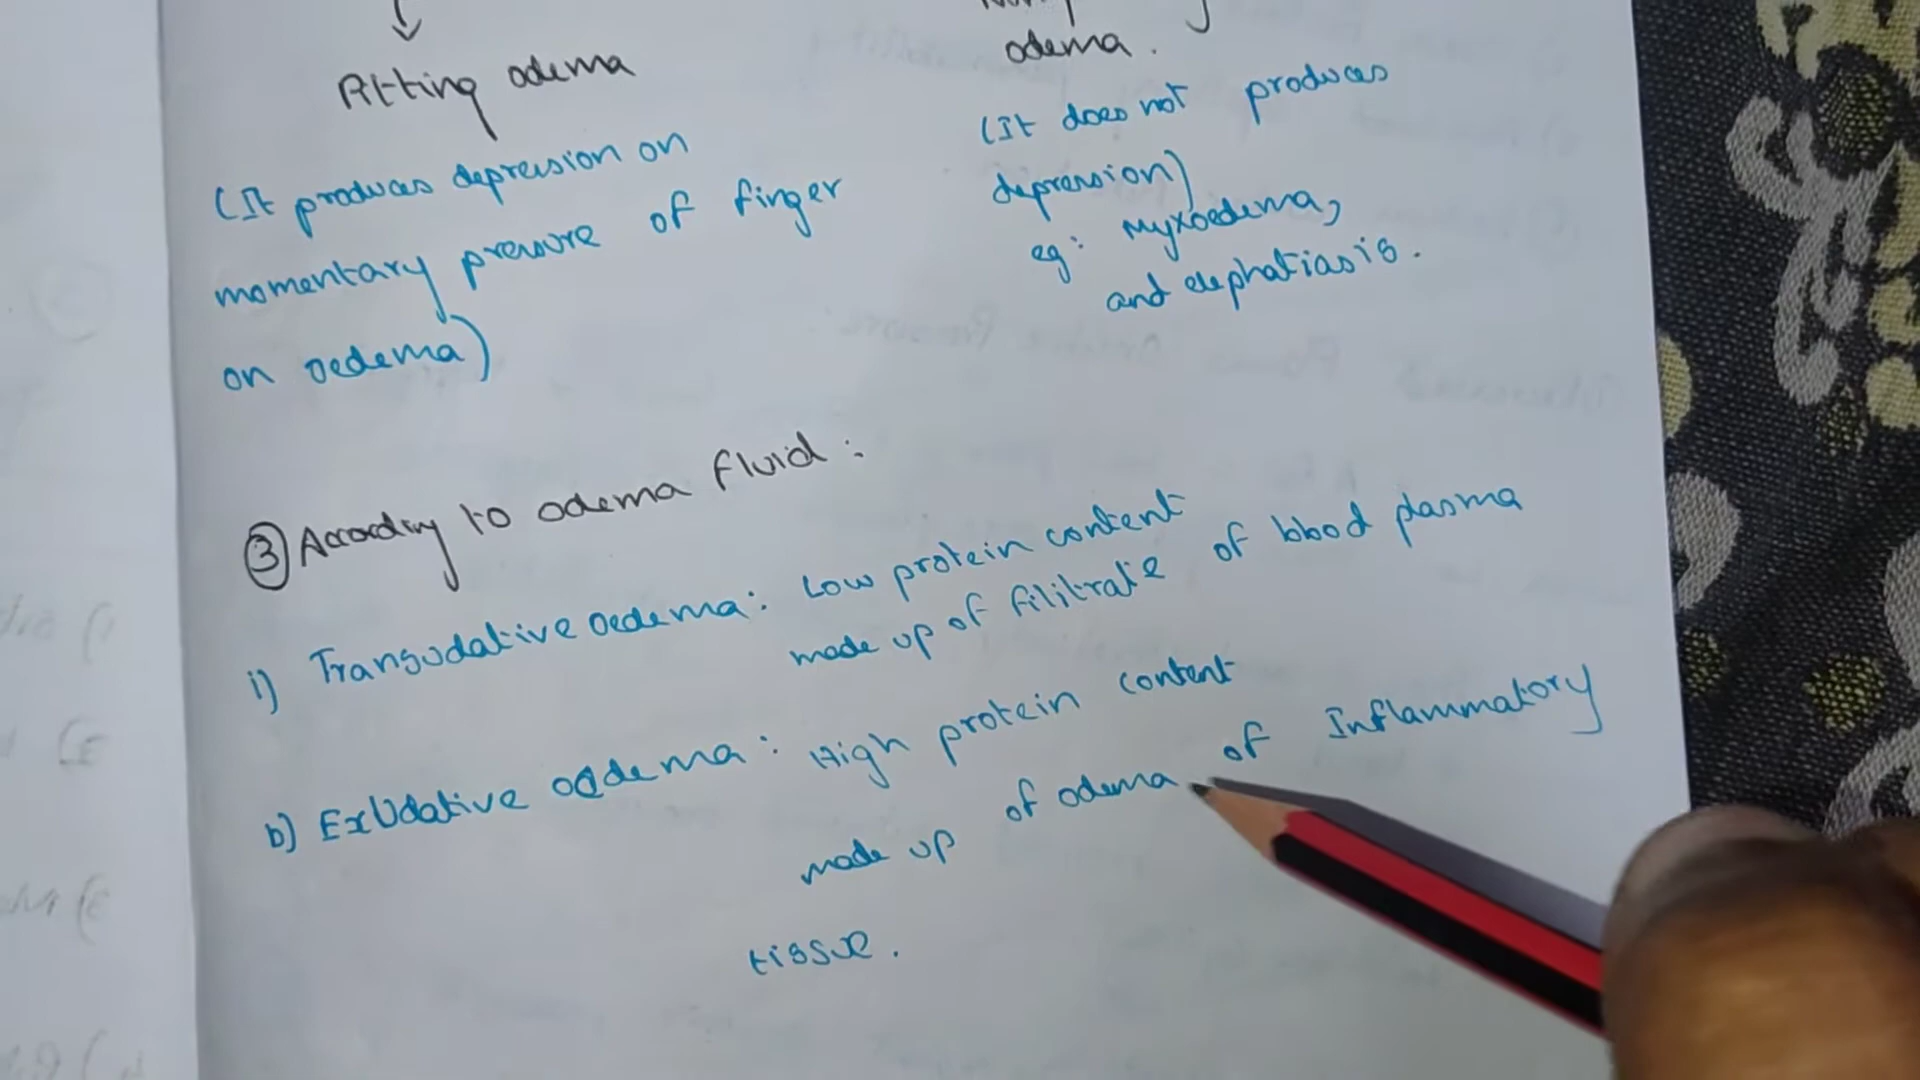 Pitting odema
odema.
(It produces depression on
momentary pressure of finger
on oedema)
(It does not produces
depression)
eg: Myxoedema,
and elephatiasis.
③ According to odema fluid:
i) Transudative oedema: Low protein content
made up of filitrate of blood plasma
b) Exudative oedema: High protein content
made up of odema of Inflammatory
tissue.